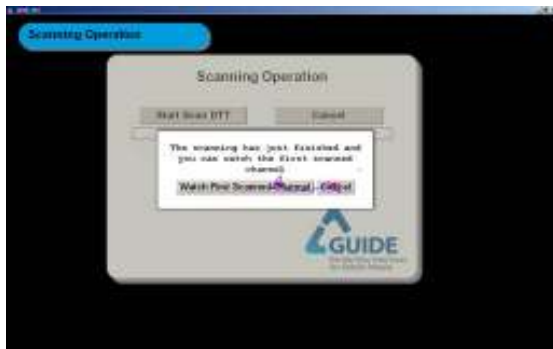 Scanning Operation
Scanning Operation
Start Scan DTT
Cancel
The scanning has just finished and
you can watch the first scanned
channel
Watch First Scanned Channel
Cancel
GUIDE